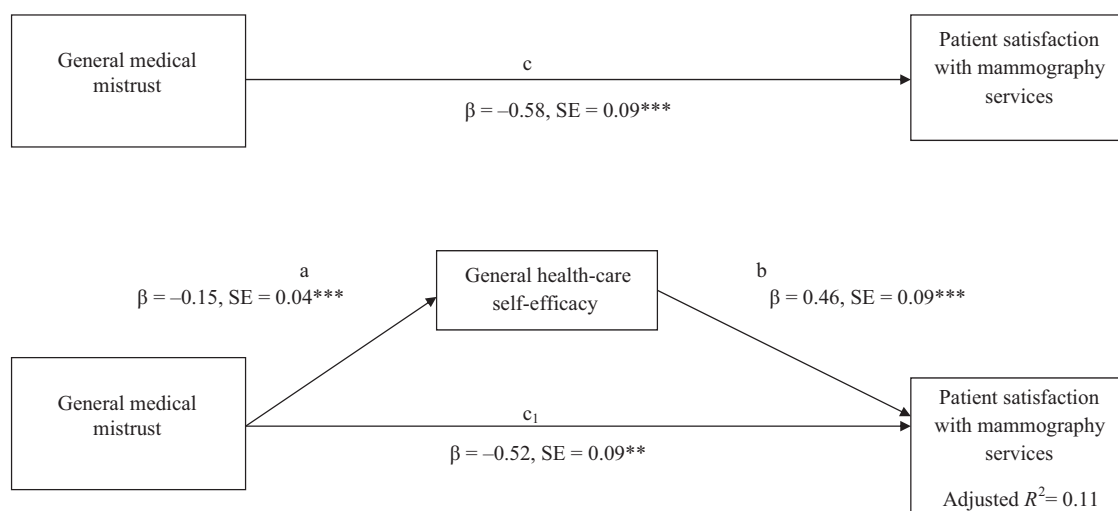 General medical
mistrust
c
β = –0.58, SE = 0.09***
Patient satisfaction
with mammography
services
a
β = –0.15, SE = 0.04***
General health-care
self-efficacy
b
β = 0.46, SE = 0.09***
General medical
mistrust
c₁
β = –0.52, SE = 0.09**
Patient satisfaction
with mammography
services
Adjusted R²= 0.11